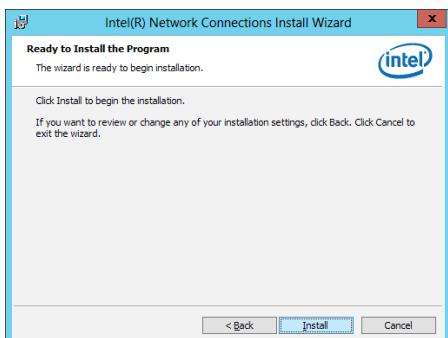 Intel(R) Network Connections Install Wizard
x
Ready to Install the Program
The wizard is ready to begin installation.
intel
Click Install to begin the installation.
If you want to review or change any of your installation settings, click Back. Click Cancel to
exit the wizard.
< Back
Install
Cancel